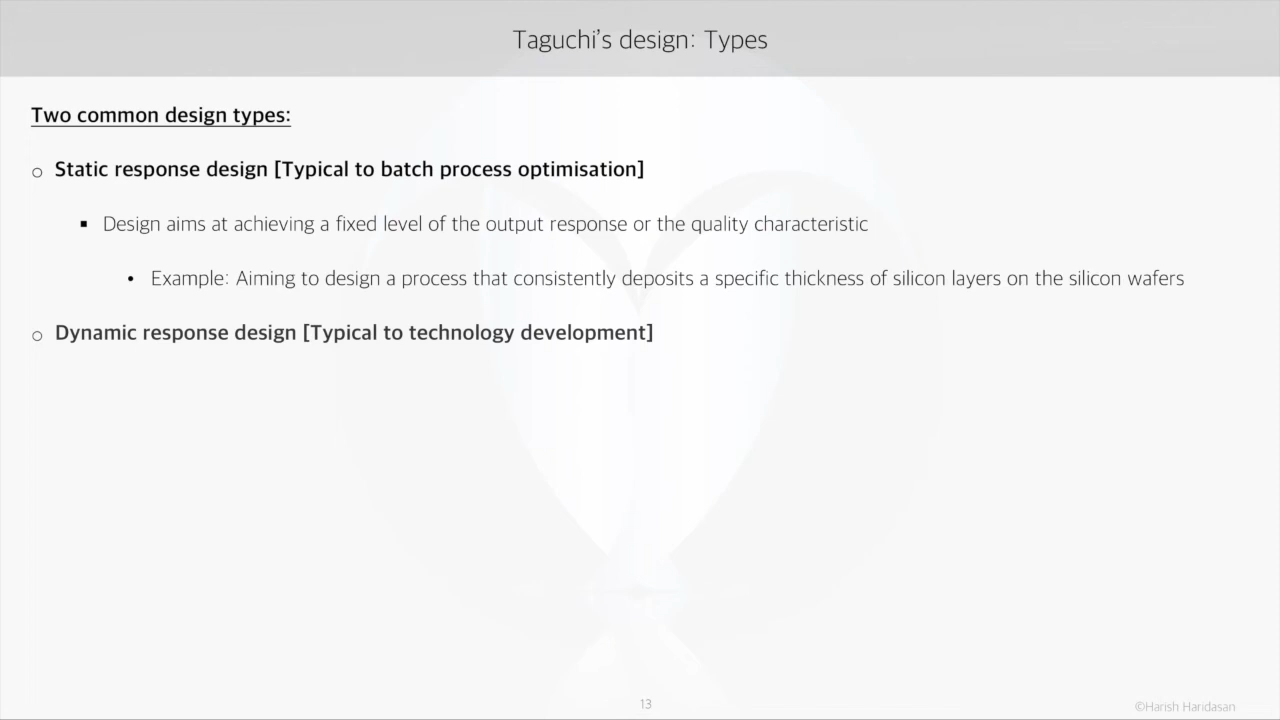 Taguchi’s design: Types
Two common design types:
o Static response design [Typical to batch process optimisation]
▪ Design aims at achieving a fixed level of the output response or the quality characteristic
• Example: Aiming to design a process that consistently deposits a specific thickness of silicon layers on the silicon wafers
o Dynamic response design [Typical to technology development]
13
©Harish Haridasan